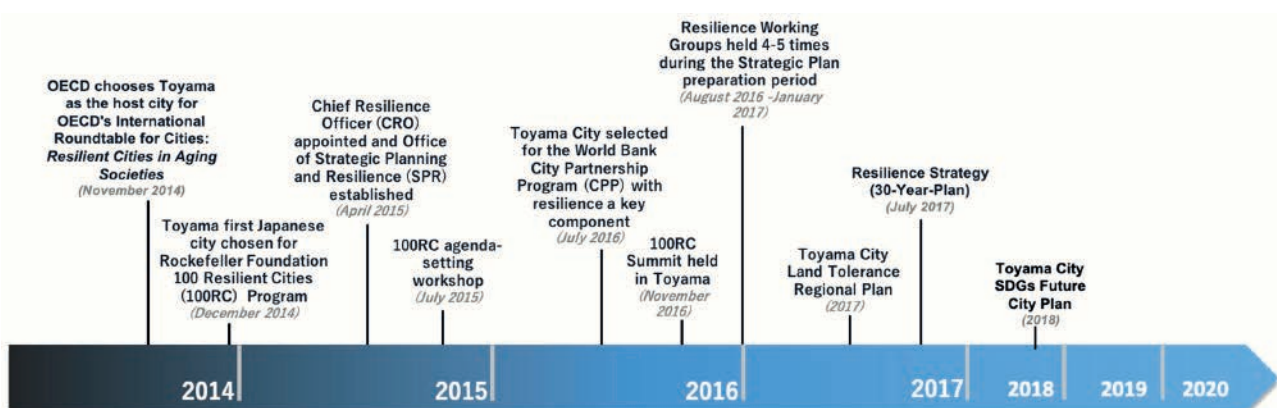 OECD chooses Toyama
as the host city for
OECD's International
Roundtable for Cities:
Resilient Cities in Aging
Societies
(November 2014)
Toyama first Japanese
city chosen for
Rockefeller Foundation
100 Resilient Cities
(100RC) Program
(December 2014)
Chief Resilience
Officer (CRO)
appointed and Office
of Strategic Planning
and Resilience (SPR)
established
(April 2015)
100RC agenda-
setting
workshop
(July 2015)
Toyama City selected
for the World Bank
City Partnership
Program (CPP) with
resilience a key
component
(July 2016)
100RC
Summit held
in Toyama
(November
2016)
Resilience Working
Groups held 4-5 times
during the Strategic Plan
preparation period
(August 2016 -January
2017)
Toyama City
Land Tolerance
Regional Plan
(2017)
Resilience Strategy
(30-Year-Plan)
(July 2017)
Toyama City
SDGs Future
City Plan
(2018)
2014 2015 2016 2017 2018 2019 2020